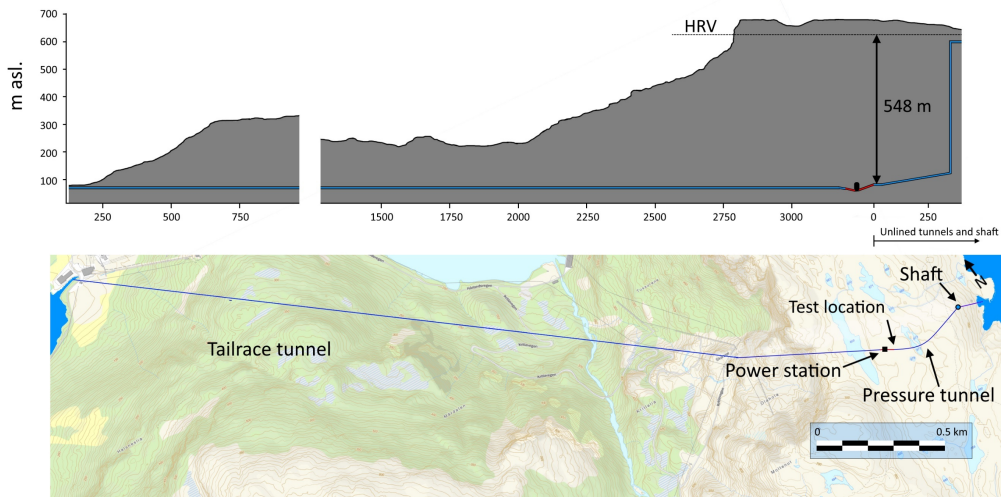 700
HRV
600
m asl.
500
548 m
400
300
200
100
250
500
750
1500
1750
2000
2250
2500
2750
3000
0
250
Unlined tunnels and shaft
N
Shaft
Test location
Tailrace tunnel
Power station
Pressure tunnel
0
0.5 km